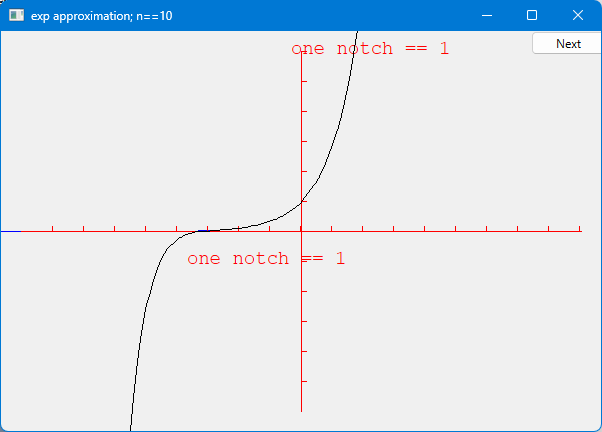 exp approximation; n==10
one notch == 1
Next
one notch == 1